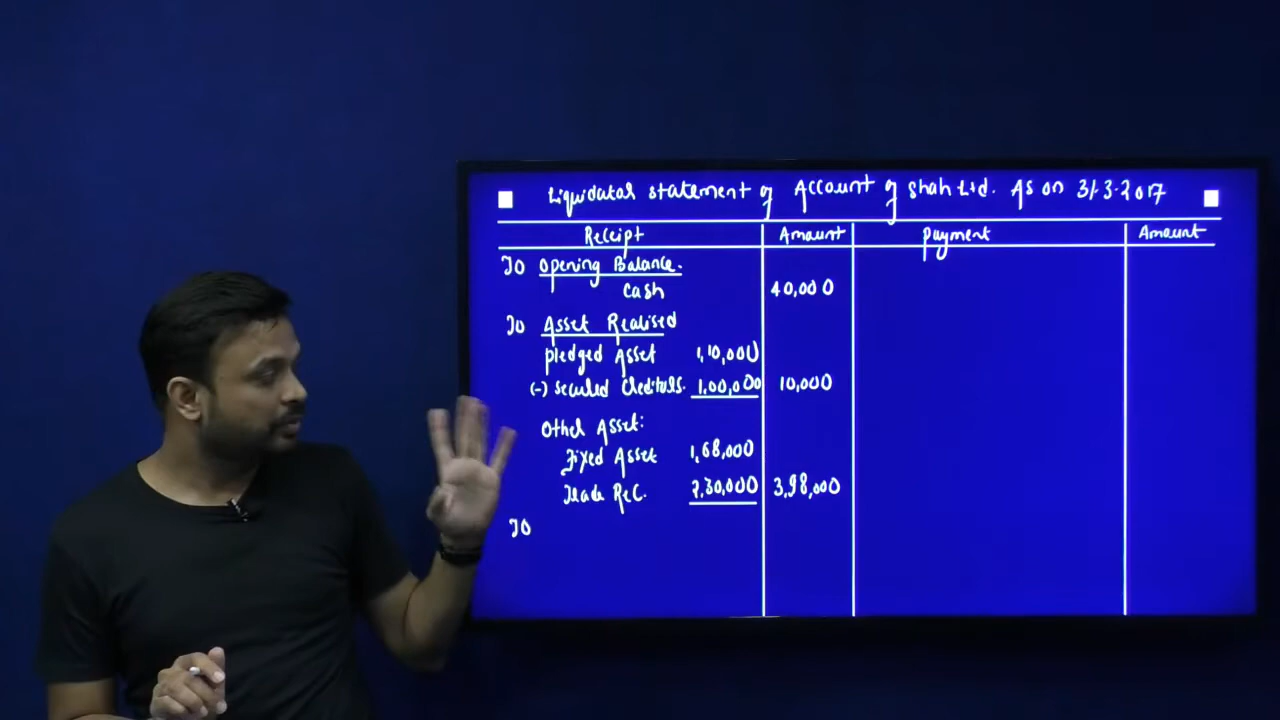 Liquidator statement of Account of Shah Ltd. As on 31.3.2017
Receipt Amount Payment Amount
To Opening Balance.
Cash 40,000
To Asset Realised
pledged Asset 1,10,000
(-) Secured Creditors. 1,00,000 10,000
Other Asset:
Fixed Asset 1,68,000
Trade Rec. 2,30,000 3,98,000
To